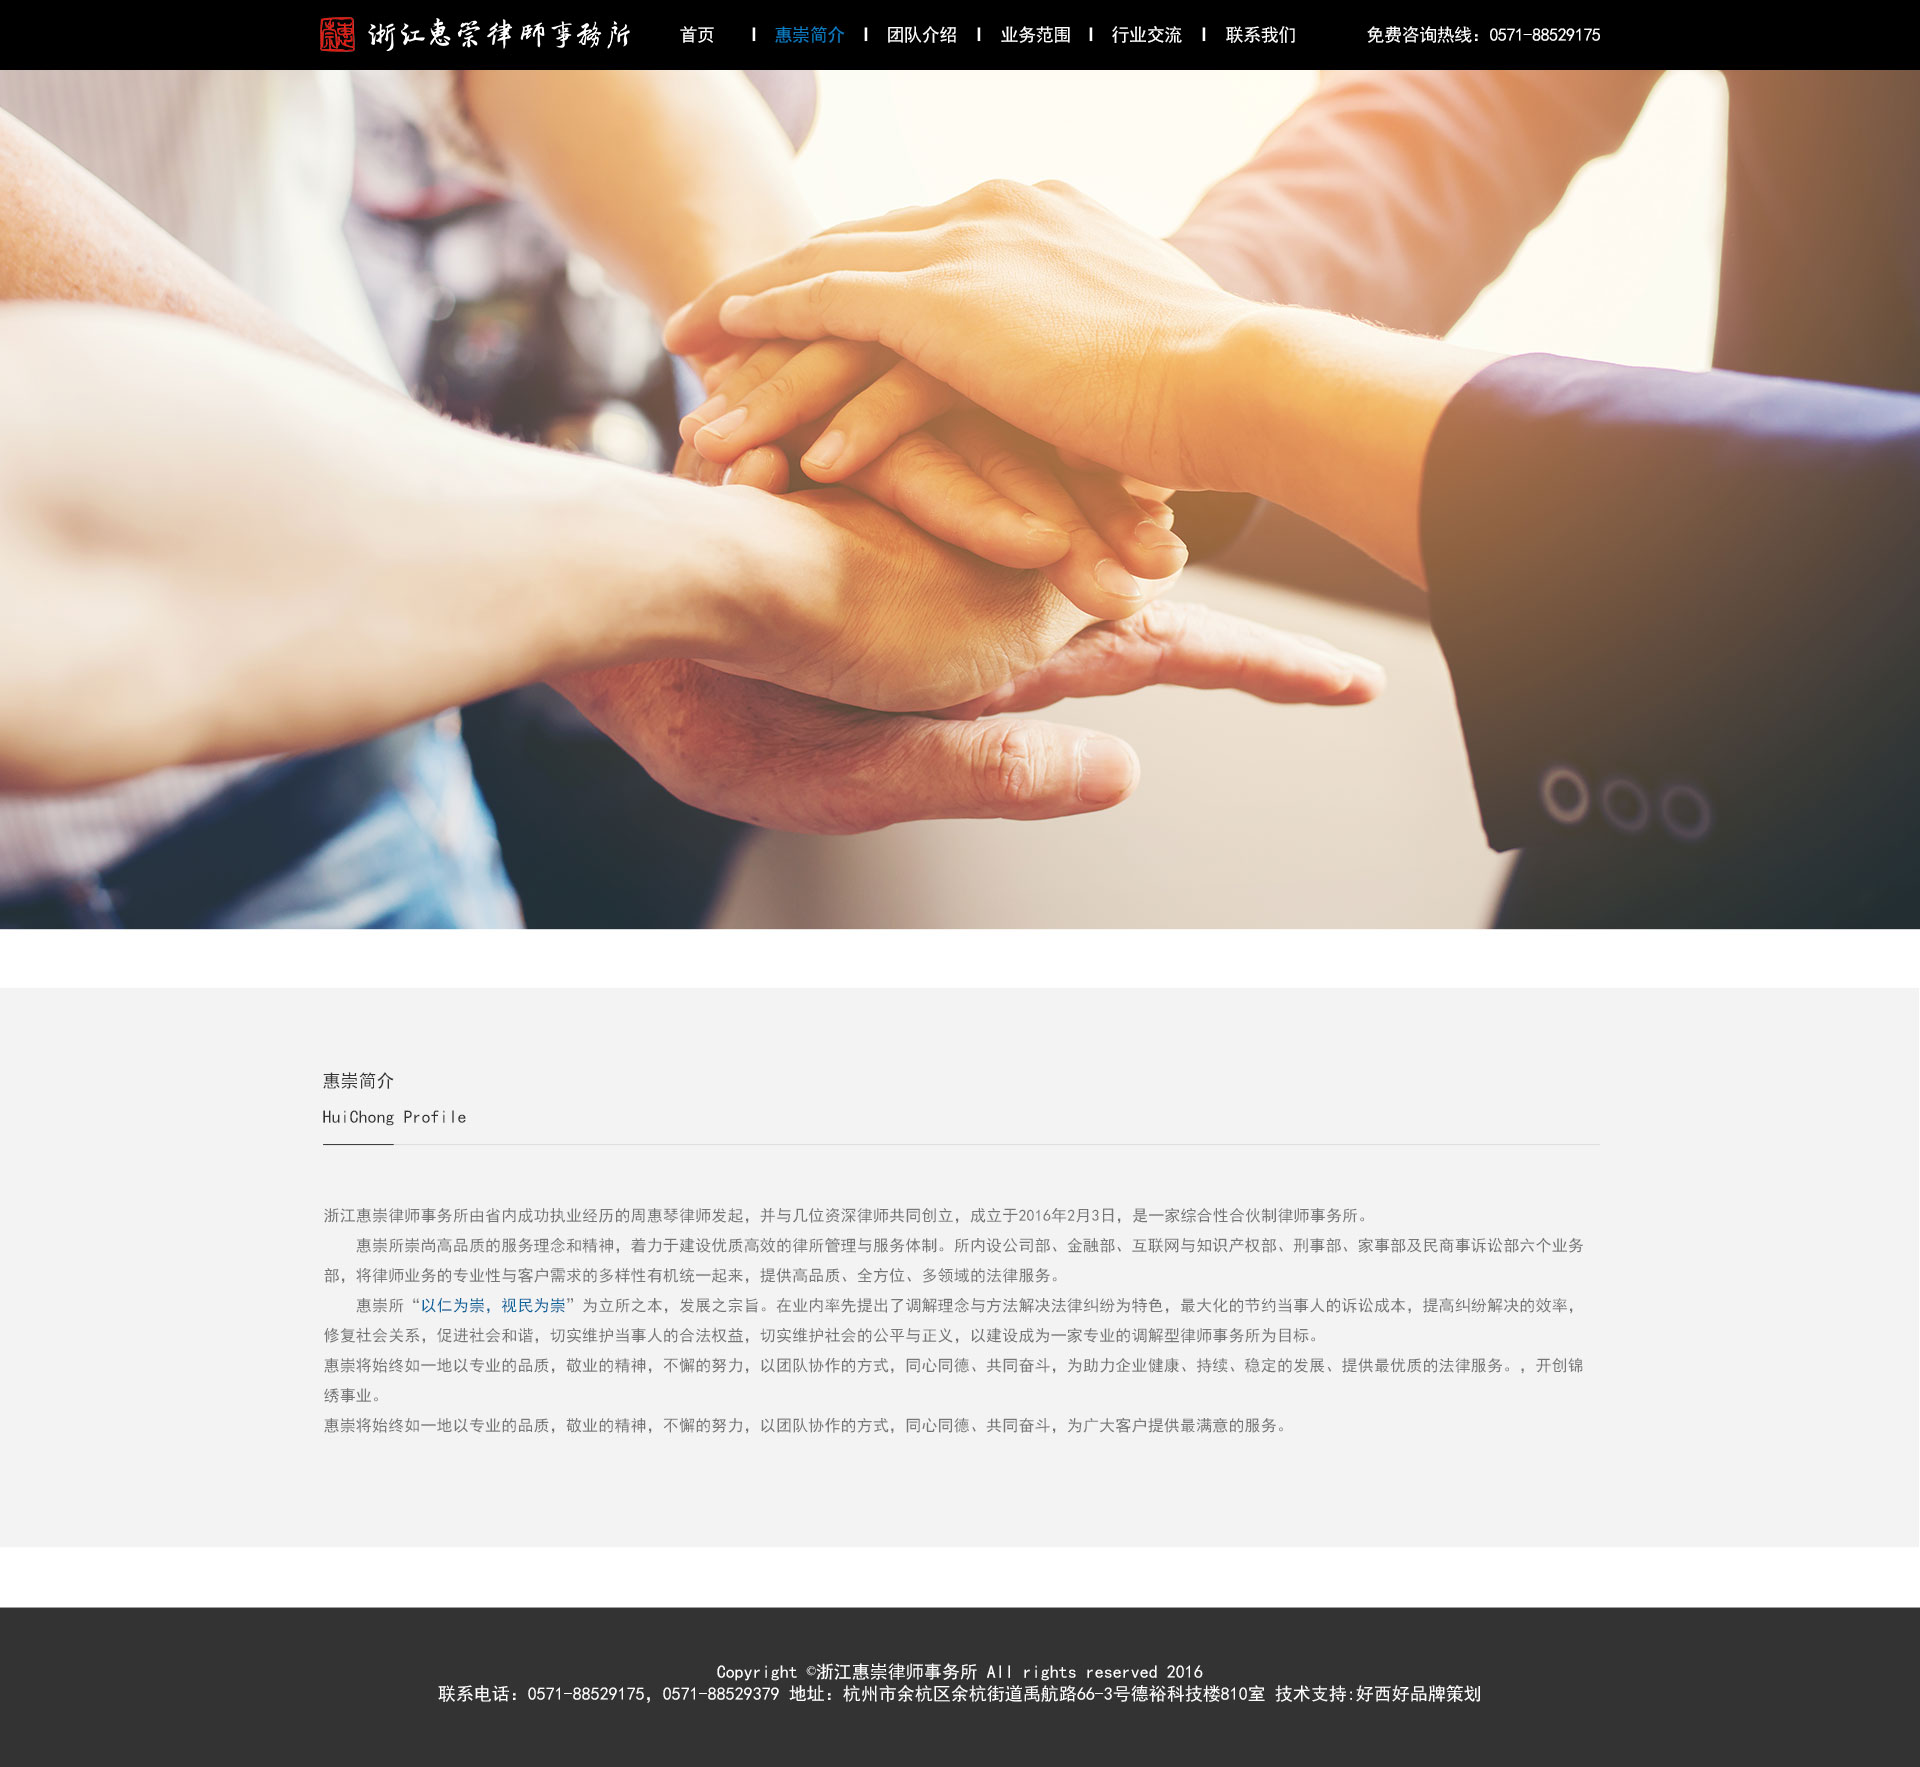 浙江惠崇律師事務所 首页 惠崇简介 团队介绍 业务范围 行业交流 联系我们 免费咨询热线：0571-88529175
惠崇简介
HuiChong Profile
浙江惠崇律师事务所由省内成功执业经历的周惠琴律师发起，并与几位资深律师共同创立，成立于2016年2月3日，是一家综合性合伙制律师事务所。
惠崇所崇尚高品质的服务理念和精神，着力于建设优质高效的律所管理与服务体制。所内设公司部、金融部、互联网与知识产权部、刑事部、家事部及民商事诉讼部六个业务
部，将律师业务的专业性与客户需求的多样性有机统一起来，提供高品质、全方位、多领域的法律服务。
惠崇所“以仁为崇，视民为崇”为立所之本，发展之宗旨。在业内率先提出了调解理念与方法解决法律纠纷为特色，最大化的节约当事人的诉讼成本，提高纠纷解决的效率，
修复社会关系，促进社会和谐，切实维护当事人的合法权益，切实维护社会的公平与正义，以建设成为一家专业的调解型律师事务所为目标。
惠崇将始终如一地以专业的品质，敬业的精神，不懈的努力，以团队协作的方式，同心同德、共同奋斗，为助力企业健康、持续、稳定的发展、提供最优质的法律服务。，开创锦
绣事业。
惠崇将始终如一地以专业的品质，敬业的精神，不懈的努力，以团队协作的方式，同心同德、共同奋斗，为广大客户提供最满意的服务。
Copyright ©浙江惠崇律师事务所 All rights reserved 2016
联系电话：0571-88529175，0571-88529379 地址：杭州市余杭区余杭街道禹航路66-3号德裕科技楼810室 技术支持:好西好品牌策划